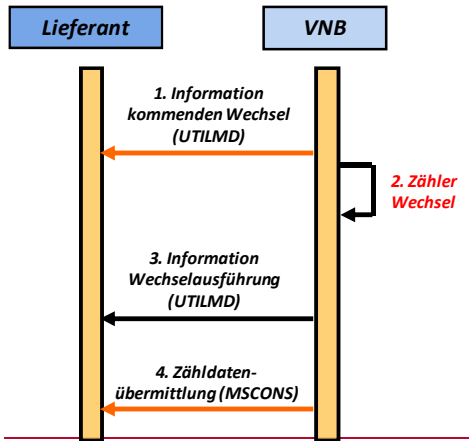 Lieferant
VNB
1. Information
kommenden Wechsel
(UTILMD)
2. Zähler
Wechsel
3. Information
Wechselausführung
(UTILMD)
4. Zähldaten-
übermittlung (MSCONS)